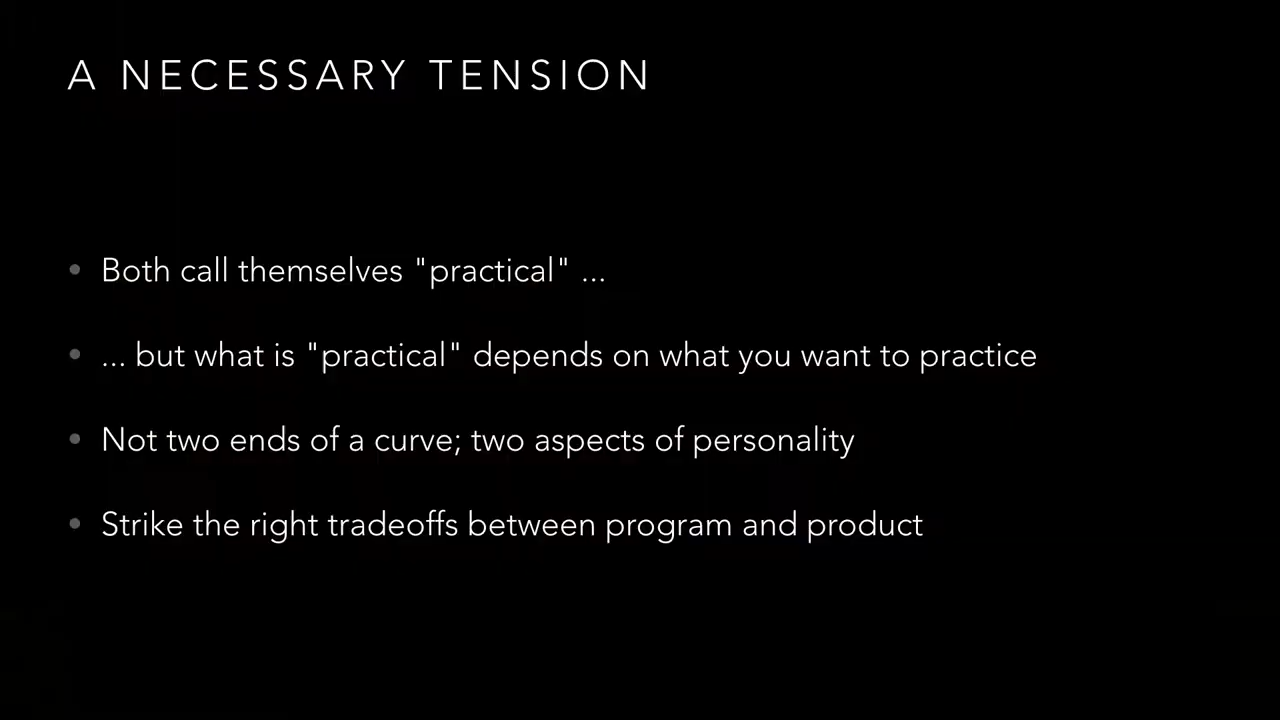 A NECESSARY TENSION
• Both call themselves "practical" ...
• ... but what is "practical" depends on what you want to practice
• Not two ends of a curve; two aspects of personality
• Strike the right tradeoffs between program and product